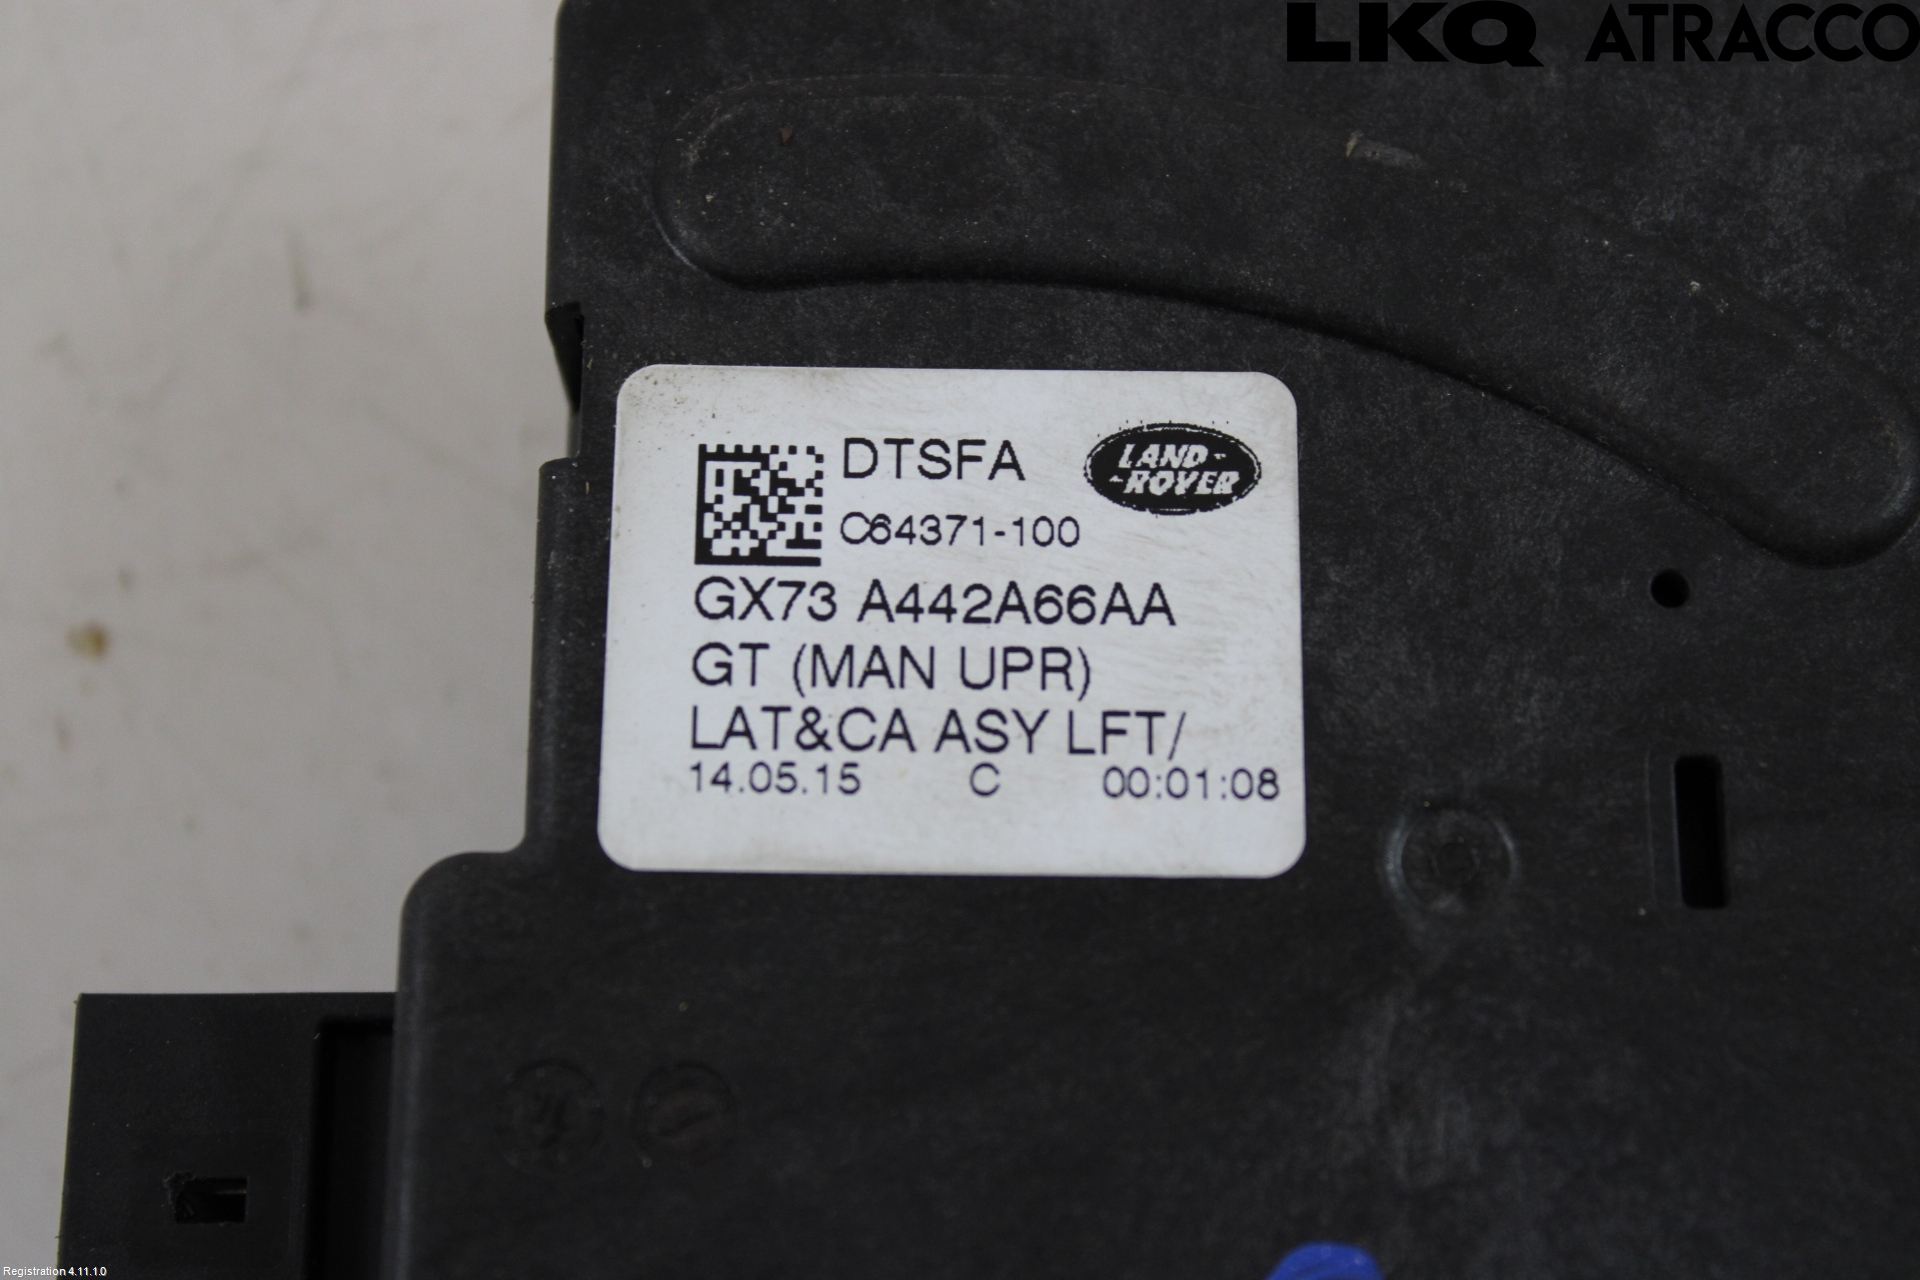 LKQ ATRACCO
DTSFA
LAND-
-ROVER
C64371-100
GX73 A442A66AA
GT (MAN UPR)
LAT&CA ASY LFT/
14.05.15 C 00:01:08
Registration 4.11.1.0